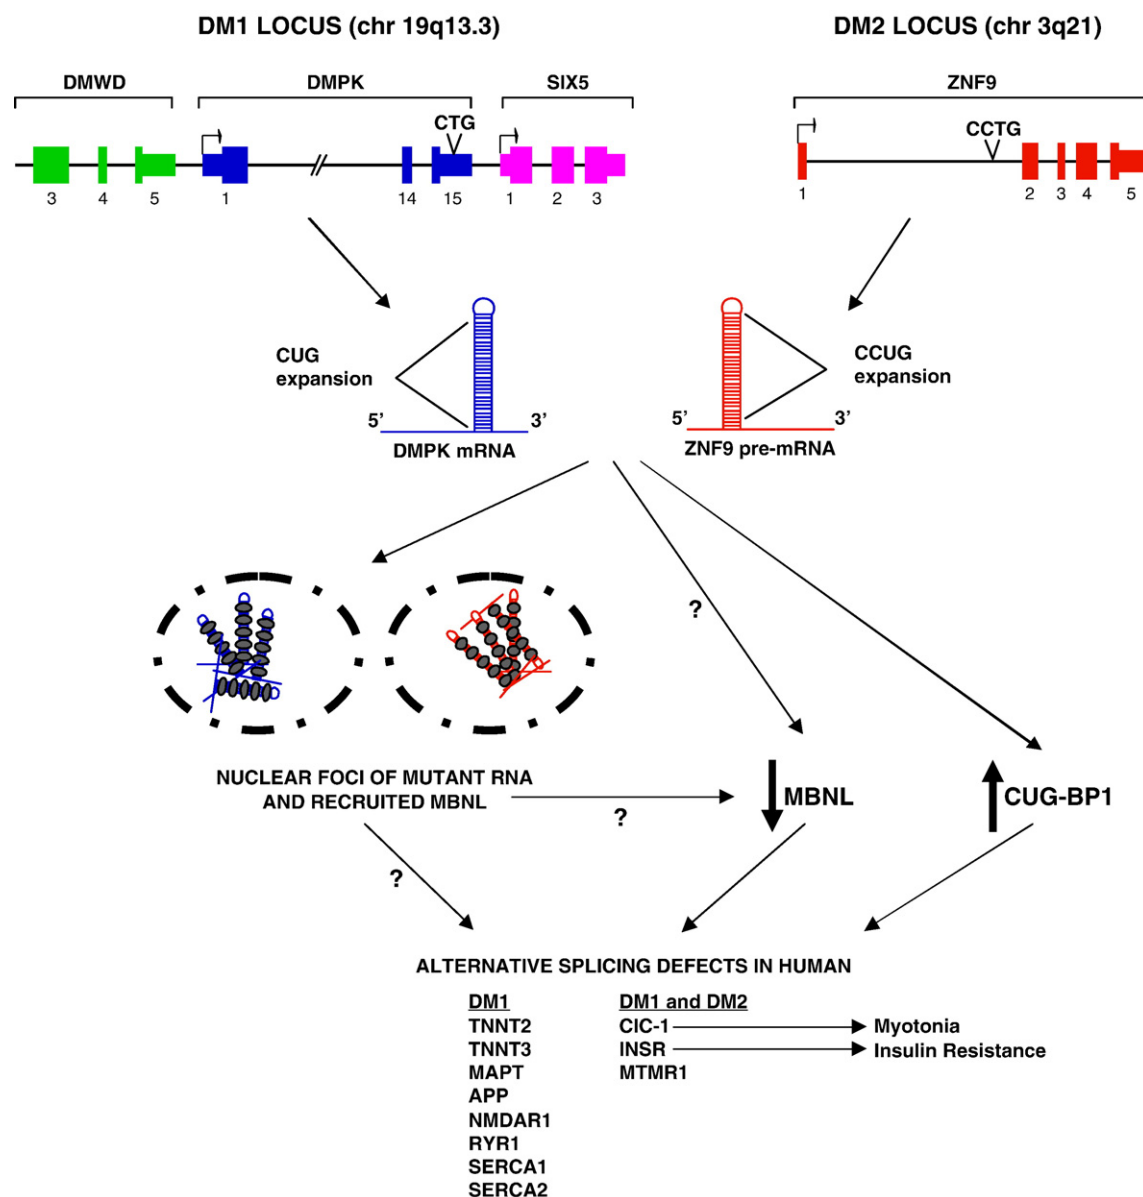 DM1 LOCUS (chr 19q13.3)
DM2 LOCUS (chr 3q21)
DMWD
DMPK
SIX5
ZNF9
CTG
CCTG
3
4
5
1
14
15
1
2
3
1
2
3
4
5
CUG
expansion
5’
3’
DMPK mRNA
CCUG
expansion
5’
3’
ZNF9 pre-mRNA
?
NUCLEAR FOCI OF MUTANT RNA
AND RECRUITED MBNL
?
MBNL
CUG-BP1
?
ALTERNATIVE SPLICING DEFECTS IN HUMAN
DM1
TNNT2
TNNT3
MAPT
APP
NMDAR1
RYR1
SERCA1
SERCA2
DM1 and DM2
CIC-1
INSR
MTMR1
Myotonia
Insulin Resistance